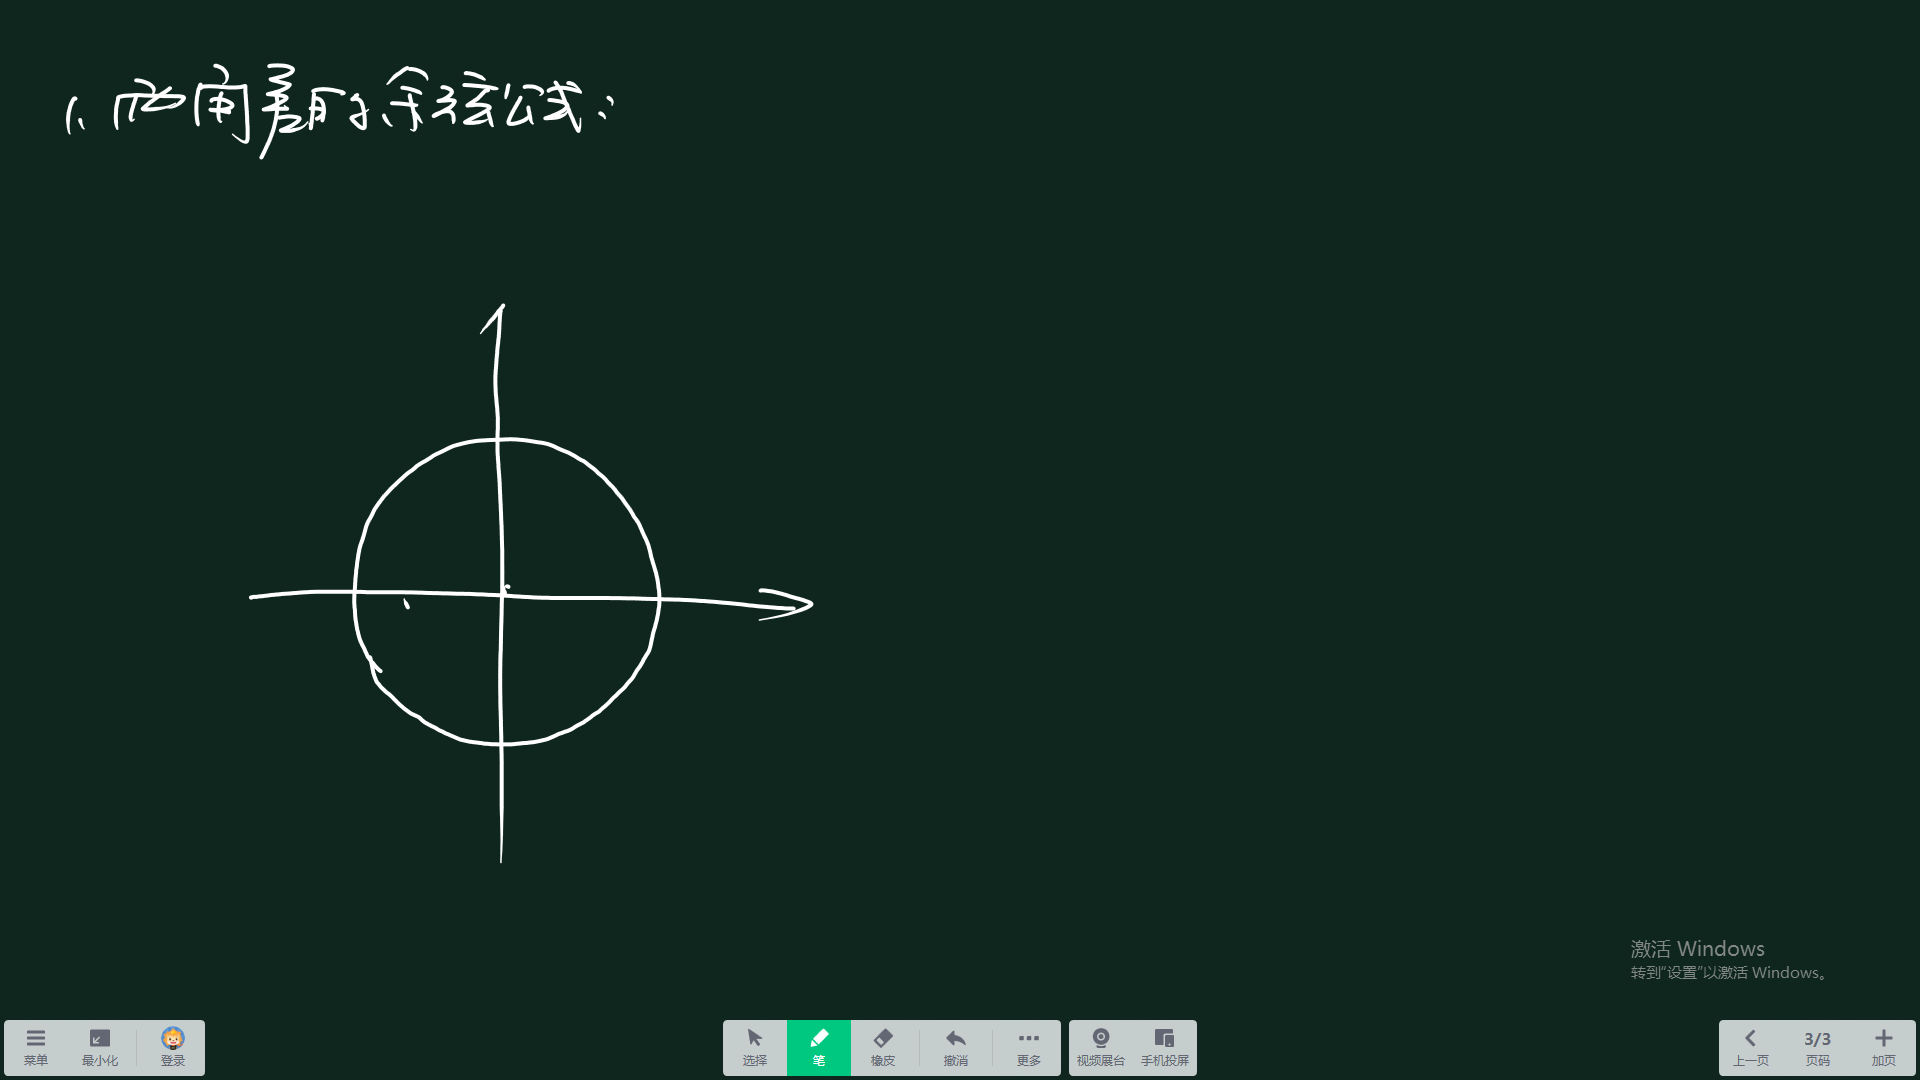 1. 两角差的余弦公式:
激活 Windows
转到“设置”以激活 Windows。
菜单
最小化
登录
选择
笔
橡皮
撤消
更多
视频展台
手机投屏
上一页
3/3
页码
加页